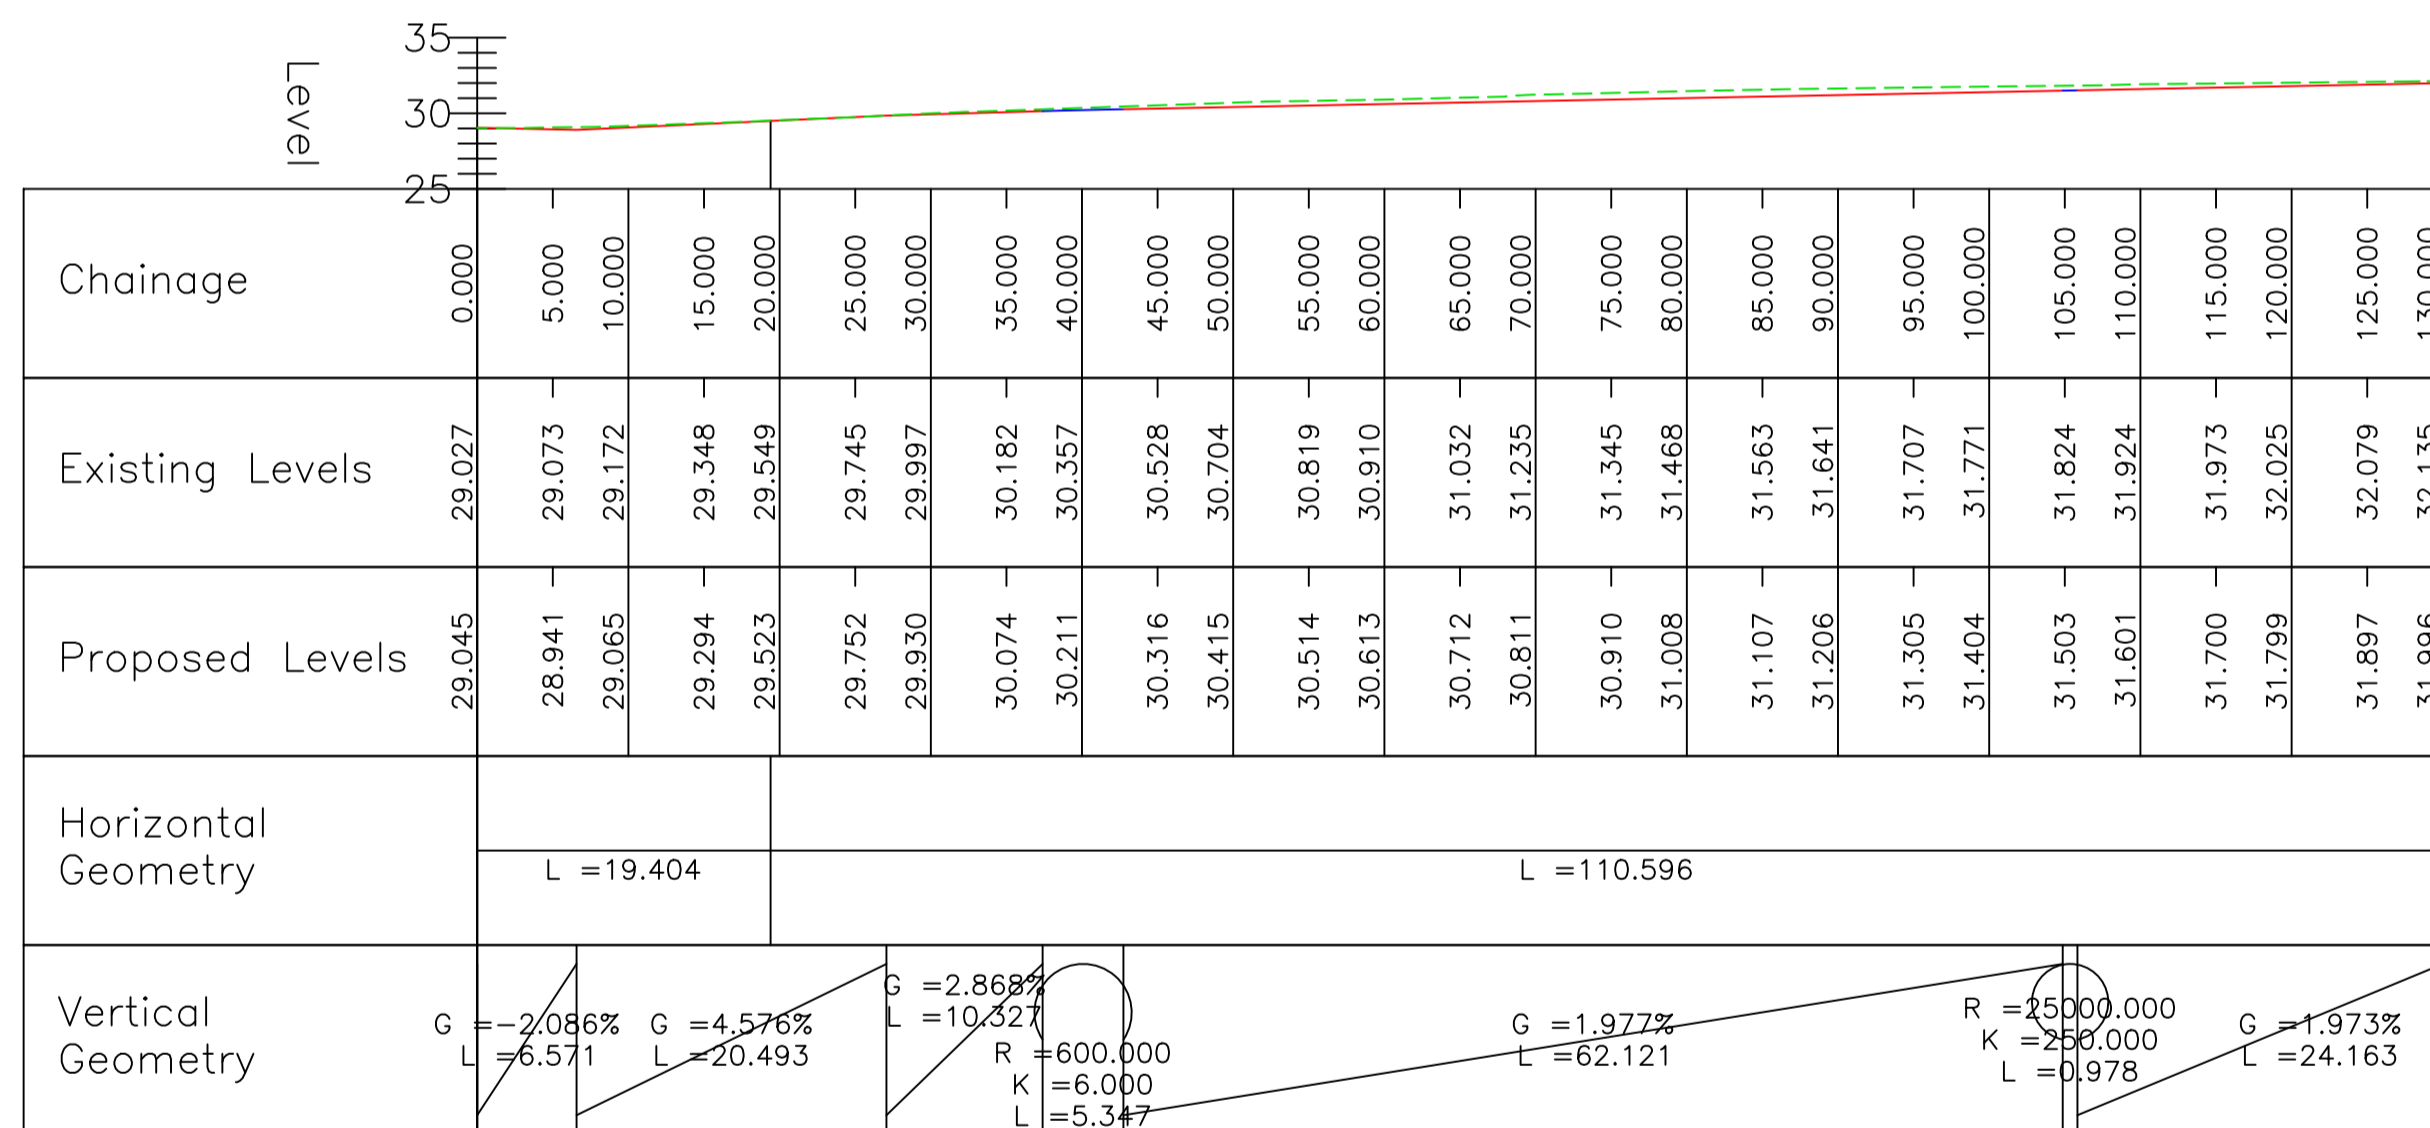 35
30
25
Level
Chainage
0.000 5.000 10.000 15.000 20.000 25.000 30.000 35.000 40.000 45.000 50.000 55.000 60.000 65.000 70.000 75.000 80.000 85.000 90.000 95.000 100.000 105.000 110.000 115.000 120.000 125.000 130.000
Existing Levels
29.027 29.073 29.172 29.348 29.549 29.745 29.997 30.182 30.357 30.528 30.704 30.819 30.910 31.032 31.235 31.345 31.468 31.563 31.641 31.707 31.771 31.824 31.924 31.973 32.025 32.079 32.135
Proposed Levels
29.045 28.941 29.065 29.294 29.523 29.752 29.930 30.074 30.211 30.316 30.415 30.514 30.613 30.712 30.811 30.910 31.008 31.107 31.206 31.305 31.404 31.503 31.601 31.700 31.799 31.897 31.996
Horizontal
Geometry
L =19.404
L =110.596
Vertical
Geometry
G =-2.086%
L =6.571
G =4.576%
L =20.493
G =2.868%
L =10.327
R =600.000
K =6.000
L =5.347
G =1.977%
L =62.121
R =25000.000
K =250.000
L =0.978
G =1.973%
L =24.163